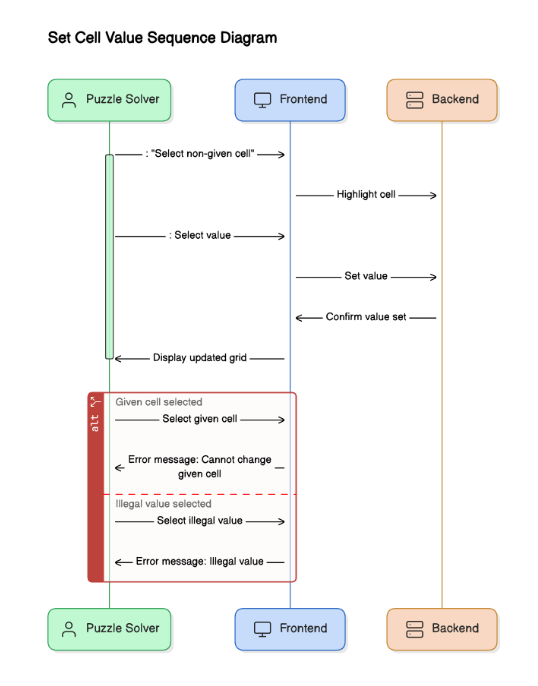 Set Cell Value Sequence Diagram
Puzzle Solver
Frontend
Backend
: "Select non-given cell"
Highlight cell
: Select value
Set value
Confirm value set
Display updated grid
alt
Given cell selected
Select given cell
Error message: Cannot change
given cell
Illegal value selected
Select illegal value
Error message: Illegal value
Puzzle Solver
Frontend
Backend